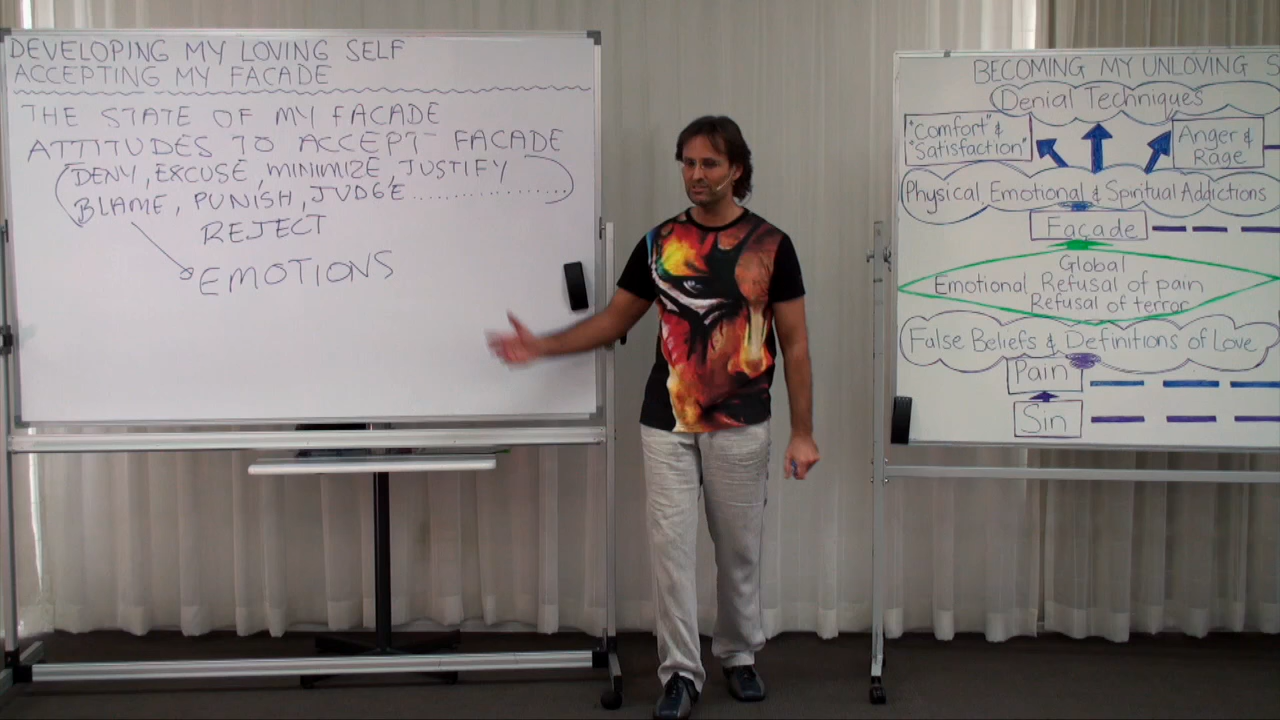 DEVELOPING MY LOVING SELF
ACCEPTING MY FACADE
THE STATE OF MY FACADE
ATTITUDES TO ACCEPT FACADE
DENY, EXCUSE, MINIMIZE, JUSTIFY
BLAME, PUNISH, JUDGE...............
REJECT
EMOTIONS
BECOMING MY UNLOVING S
Denial Techniques
"Comfort" &
"Satisfaction"
Anger &
Rage
Physical, Emotional & Spiritual Addictions
Façade
Global
Emotional Refusal of pain
Refusal of terror
False Beliefs & Definitions of Love
Pain
Sin